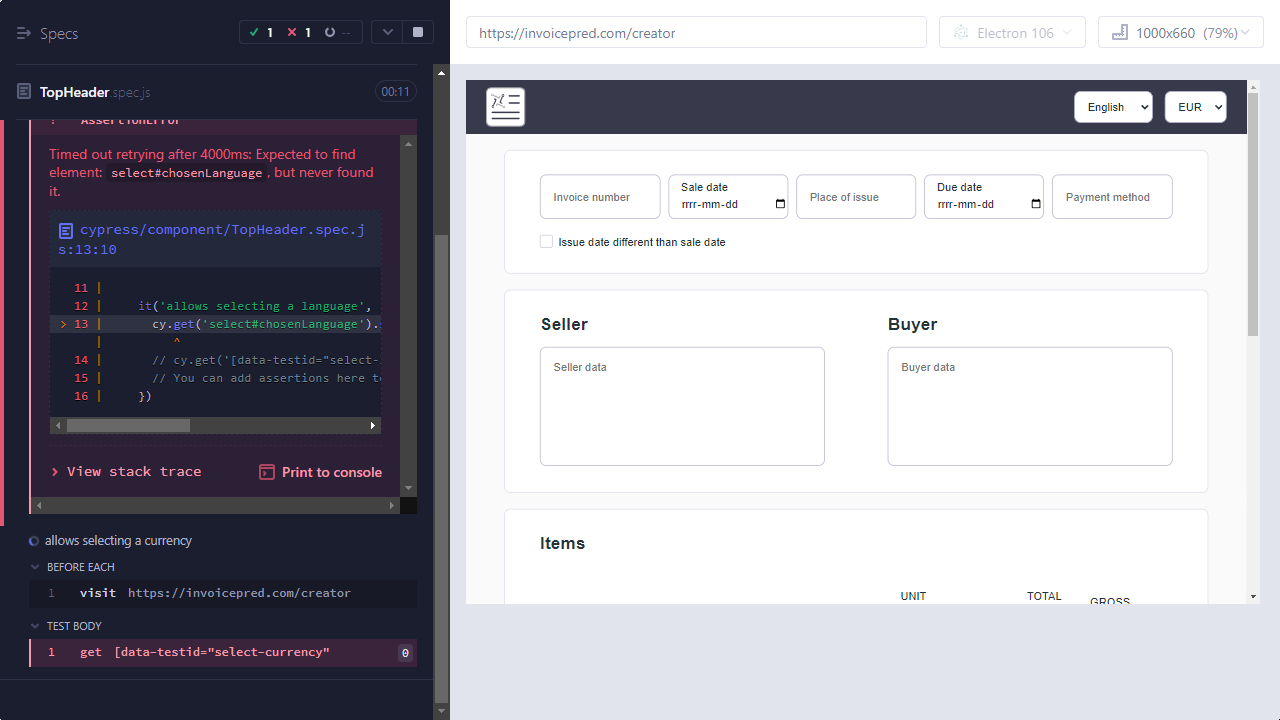 Specs
1
1
--
TopHeader.spec.js
00:11
! AssertionError
Timed out retrying after 4000ms: Expected to find
element: select#chosenLanguage, but never found
it.
cypress/component/TopHeader.spec.j
s:13:10
11 |
12 | it('allows selecting a language',
> 13 | cy.get('select#chosenLanguage').
| ^
14 | // cy.get('[data-testid="select-
15 | // You can add assertions here to
16 | })
View stack trace
Print to console
allows selecting a currency
BEFORE EACH
1 visit https://invoicepred.com/creator
TEST BODY
1 get [data-testid="select-currency" 0
https://invoicepred.com/creator
Electron 106
1000x660 (79%)
English
EUR
Invoice number
Sale date
rrrr-mm-dd
Place of issue
Due date
rrrr-mm-dd
Payment method
Issue date different than sale date
Seller
Buyer
Seller data
Buyer data
Items
UNIT
TOTAL
GROSS